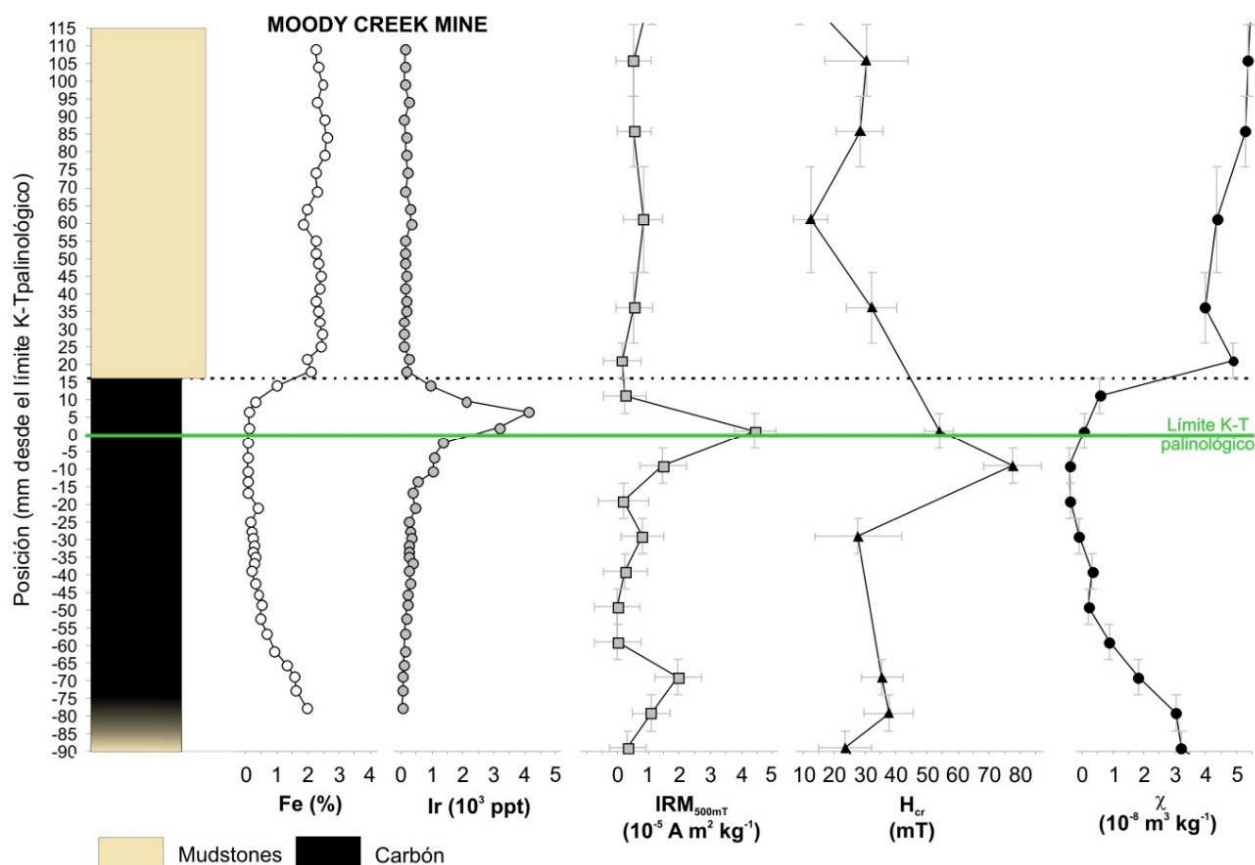 MOODY CREEK MINE
Posición (mm desde el límite K-Tpalinológico)
115
110
105
100
95
90
85
80
75
70
65
60
55
50
45
40
35
30
25
20
15
10
5
0
-5
-10
-15
-20
-25
-30
-35
-40
-45
-50
-55
-60
-65
-70
-75
-80
-85
-90
Límite K-T
palinológico
0 1 2 3 4
0 1 2 3 4 5
0 1 2 3 4 5
10 20 30 40 50 60 70 80
0 1 2 3 4 5
Fe (%)
Ir (10³ ppt)
IRM500mT
(10⁻⁵ A m² kg⁻¹)
Hcr
(mT)
χ
(10⁻⁸ m³ kg⁻¹)
Mudstones
Carbón